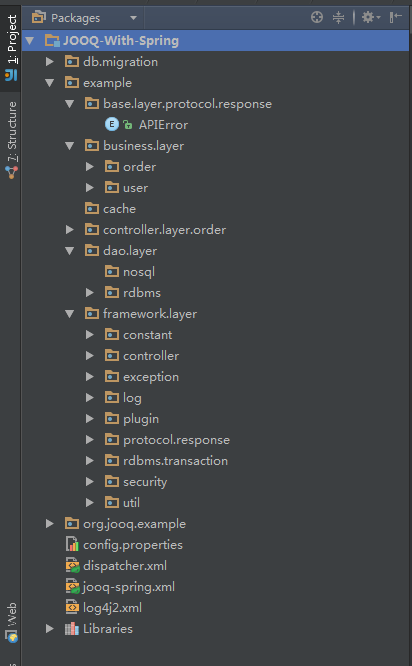 Packages
1: Project
7: Structure
Web
JOOQ-With-Spring
db.migration
example
base.layer.protocol.response
E APIError
business.layer
order
user
cache
controller.layer.order
dao.layer
nosql
rdbms
framework.layer
constant
controller
exception
log
plugin
protocol.response
rdbms.transaction
security
util
org.jooq.example
config.properties
dispatcher.xml
jooq-spring.xml
log4j2.xml
Libraries